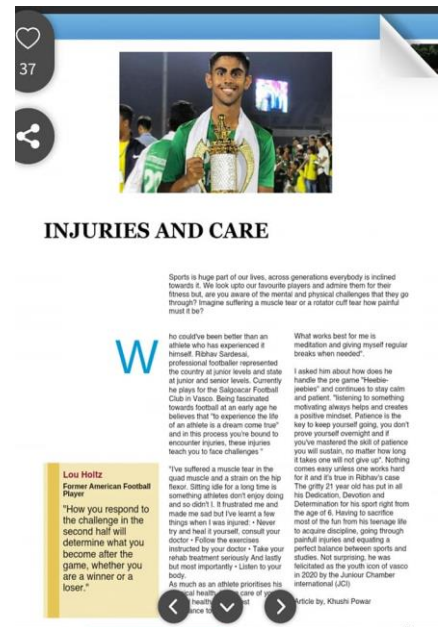 37
INJURIES AND CARE
Sports is huge part of our lives, across generations everybody is inclined
towards it. We look upto our favourite players and admire them for their
fitness but, are you aware of the mental and physical challenges that they go
through? Imagine suffering a muscle tear or a rotator cuff tear how painful
must it be?
W
ho could've been better than an
athlete who has experienced it
himself. Ribhav Sardesai,
professional footballer represented
the country at junior levels and state
at junior and senior levels. Currently
he plays for the Salgoacar Football
Club in Vasco. Being fascinated
towards football at an early age he
believes that "to experience the life
of an athlete is a dream come true"
and in this process you're bound to
encounter injuries, these injuries
teach you to face challenges "
"I've suffered a muscle tear in the
quad muscle and a strain on the hip
flexor. Sitting idle for a long time is
something athletes don't enjoy doing
and so didn't I. It frustrated me and
made me sad but I've learnt a few
things when I was injured: • Never
try and heal it yourself, consult your
doctor • Follow the exercises
instructed by your doctor • Take your
rehab treatment seriously And lastly
but most importantly • Listen to your
body.
As much as an athlete prioritises his
health, care of
health
to
What works best for me is
meditation and giving myself regular
breaks when needed".
I asked him about how does he
handle the pre game "Heebie-
jeebies" and continues to stay calm
and patient. "listening to something
motivating always helps and creates
a positive mindset. Patience is the
key to keep yourself going, you don't
prove yourself overnight and if
you've mastered the skill of patience
you will sustain, no matter how long
it takes one will not give up". Nothing
comes easy unless one works hard
for it and it's true in Ribhav's case
The gritty 21 year old has put in all
his Dedication, Devotion and
Determination for his sport right from
the age of 6. Having to sacrifice
most of the fun from his teenage life
to acquire discipline, going through
painful injuries and equating a
perfect balance between sports and
studies. Not surprising, he was
felicitated as the youth icon of vasco
in 2020 by the Juniour Chamber
international (JCI)
Article by, Khushi Powar
Lou Holtz
Former American Football
Player
"How you respond to
the challenge in the
second half will
determine what you
become after the
game, whether you
are a winner or a
loser."